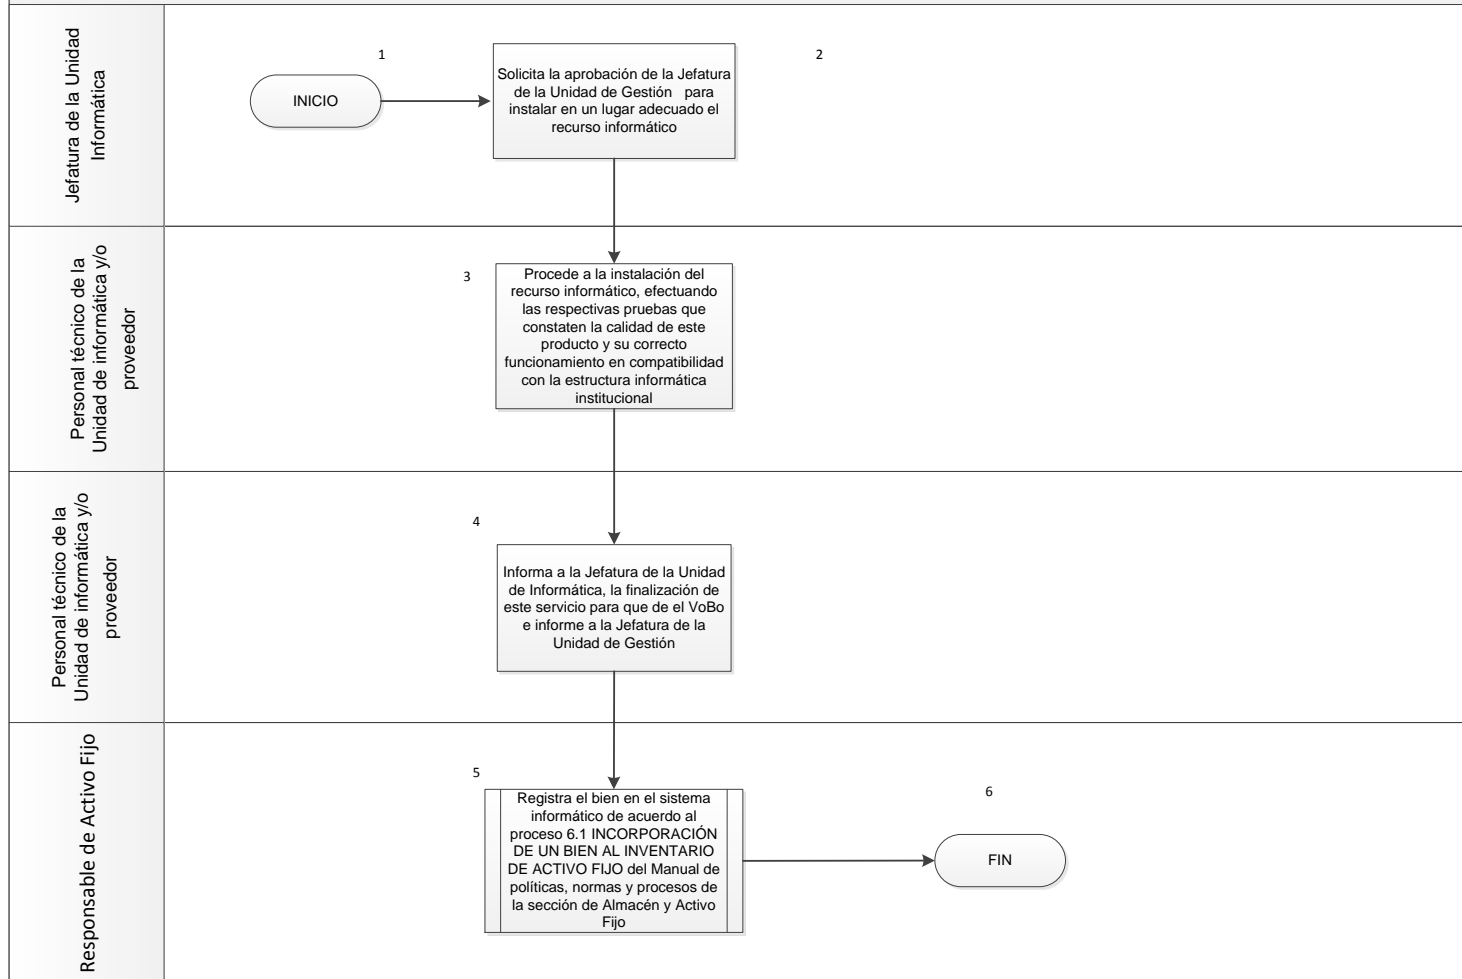 Jefatura de la Unidad
Informática
1
INICIO
Solicita la aprobación de la Jefatura
de la Unidad de Gestión para
instalar en un lugar adecuado el
recurso informático
2
Personal técnico de la
Unidad de informática y/o
proveedor
3
Procede a la instalación del
recurso informático, efectuando
las respectivas pruebas que
constaten la calidad de este
producto y su correcto
funcionamiento en compatibilidad
con la estructura informática
institucional
Personal técnico de la
Unidad de informática y/o
proveedor
4
Informa a la Jefatura de la Unidad
de Informática, la finalización de
este servicio para que de el VoBo
e informe a la Jefatura de la
Unidad de Gestión
Responsable de Activo Fijo
5
Registra el bien en el sistema
informático de acuerdo al
proceso 6.1 INCORPORACIÓN
DE UN BIEN AL INVENTARIO
DE ACTIVO FIJO del Manual de
políticas, normas y procesos de
la sección de Almacén y Activo
Fijo
6
FIN